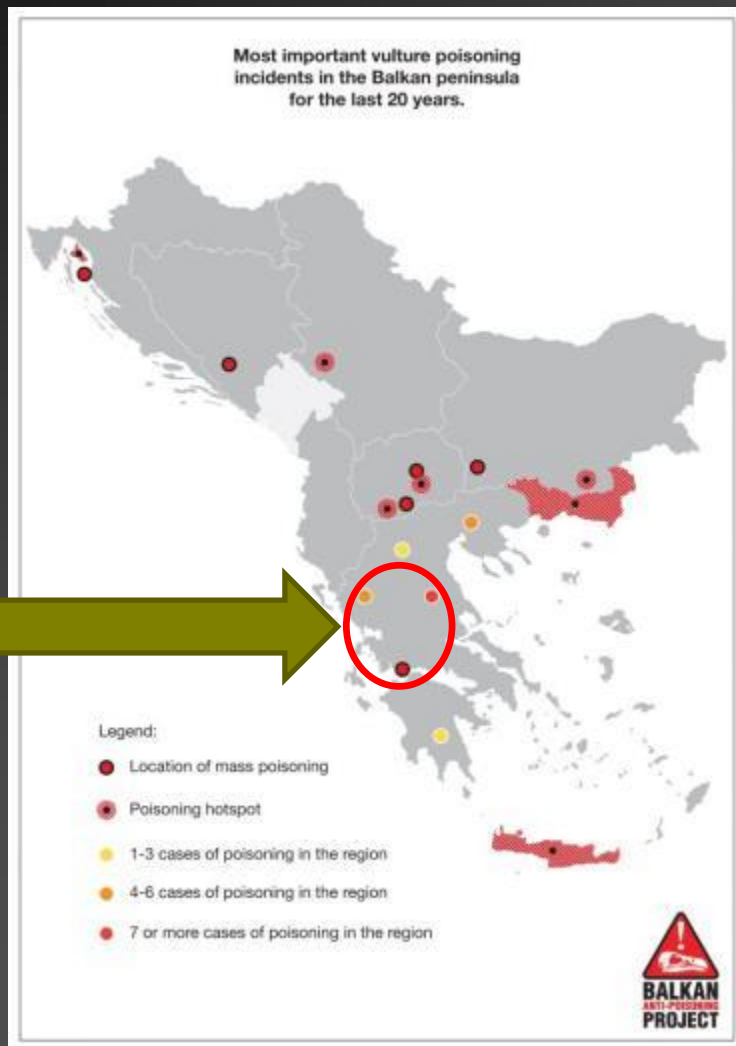 Most important vulture poisoning
incidents in the Balkan peninsula
for the last 20 years.
Legend:
Location of mass poisoning
Poisoning hotspot
1-3 cases of poisoning in the region
4-6 cases of poisoning in the region
7 or more cases of poisoning in the region
!
BALKAN
ANTI-POISONING
PROJECT